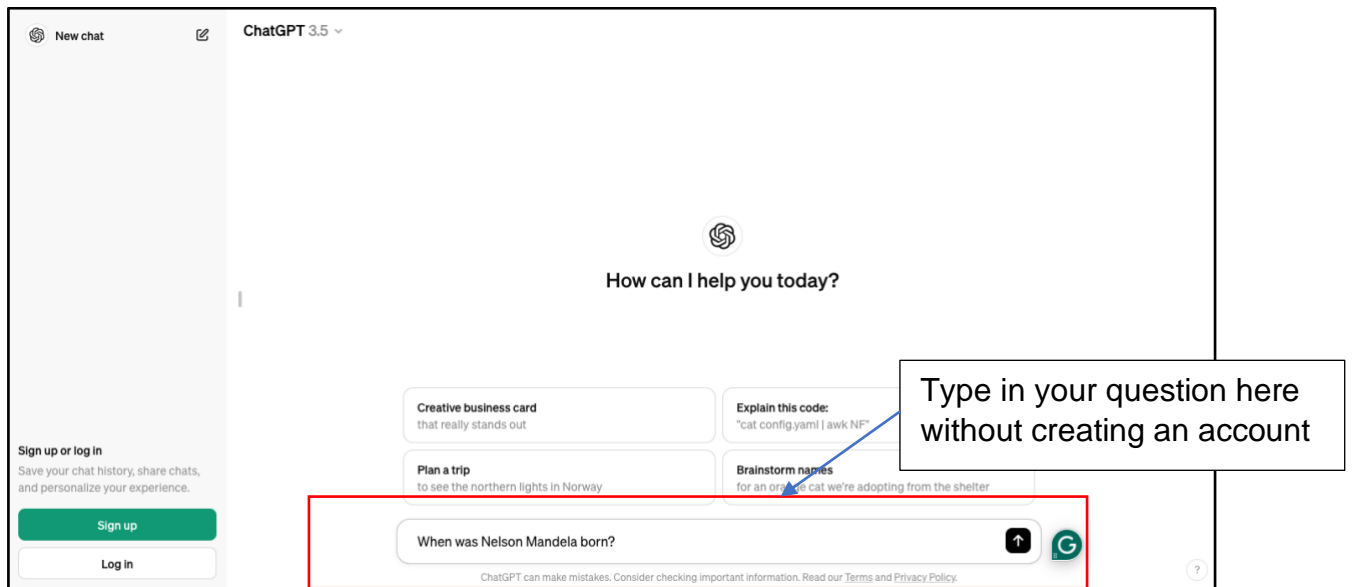 New chat
ChatGPT 3.5
How can I help you today?
Type in your question here
without creating an account
Creative business card
that really stands out
Explain this code:
"cat config.yaml | awk NF"
Plan a trip
to see the northern lights in Norway
Brainstorm names
for an orange cat we're adopting from the shelter
Sign up or log in
Save your chat history, share chats,
and personalize your experience.
Sign up
Log in
When was Nelson Mandela born?
G
ChatGPT can make mistakes. Consider checking important information. Read our Terms and Privacy Policy.
?